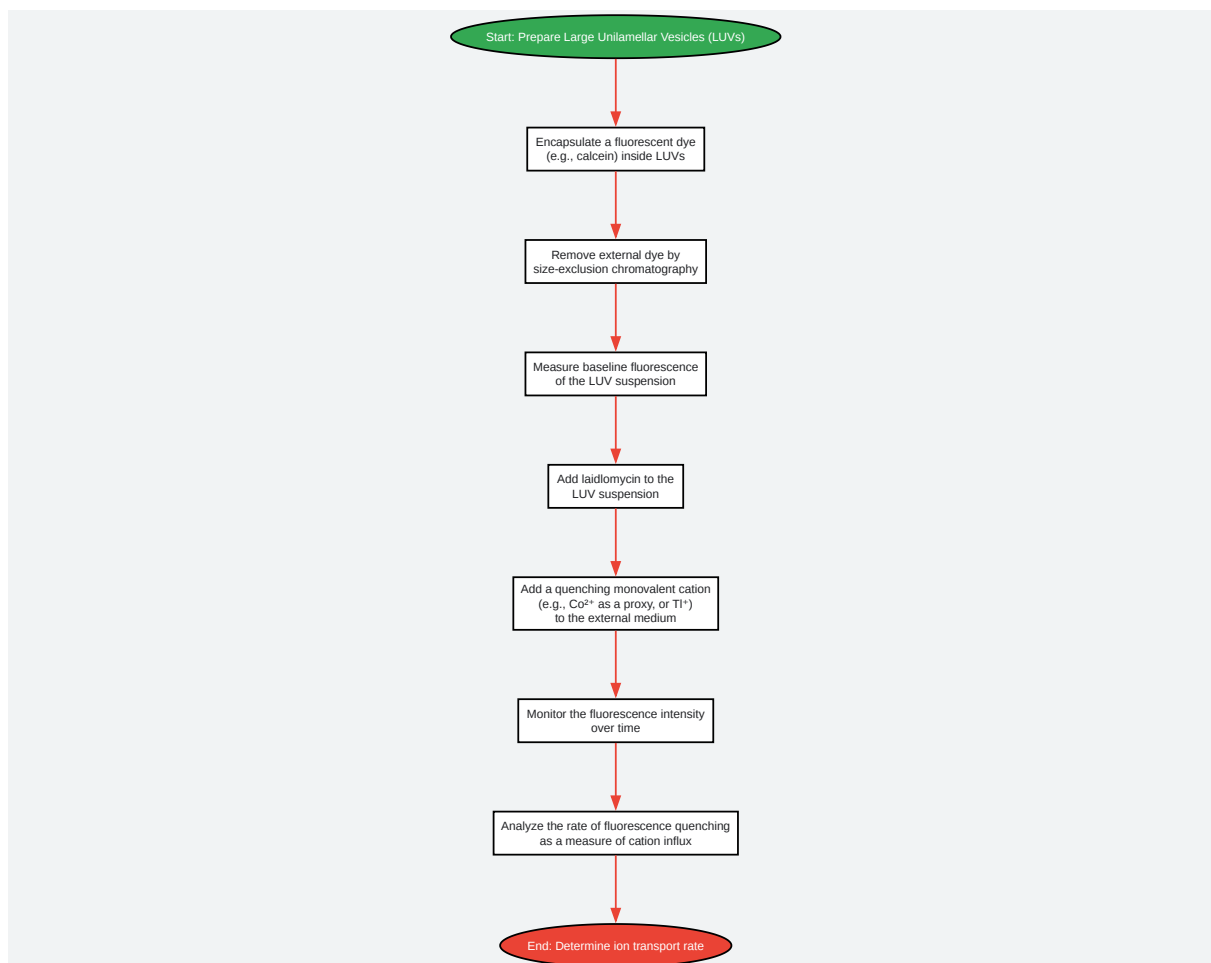 Start: Prepare Large Unilamellar Vesicles (LUVs)
Encapsulate a fluorescent dye
(e.g., calcein) inside LUVs
Remove external dye by
size-exclusion chromatography
Measure baseline fluorescence
of the LUV suspension
Add laidlomycin to the
LUV suspension
Add a quenching monovalent cation
(e.g., Co²⁺ as a proxy, or Tl⁺)
to the external medium
Monitor the fluorescence intensity
over time
Analyze the rate of fluorescence quenching
as a measure of cation influx
End: Determine ion transport rate